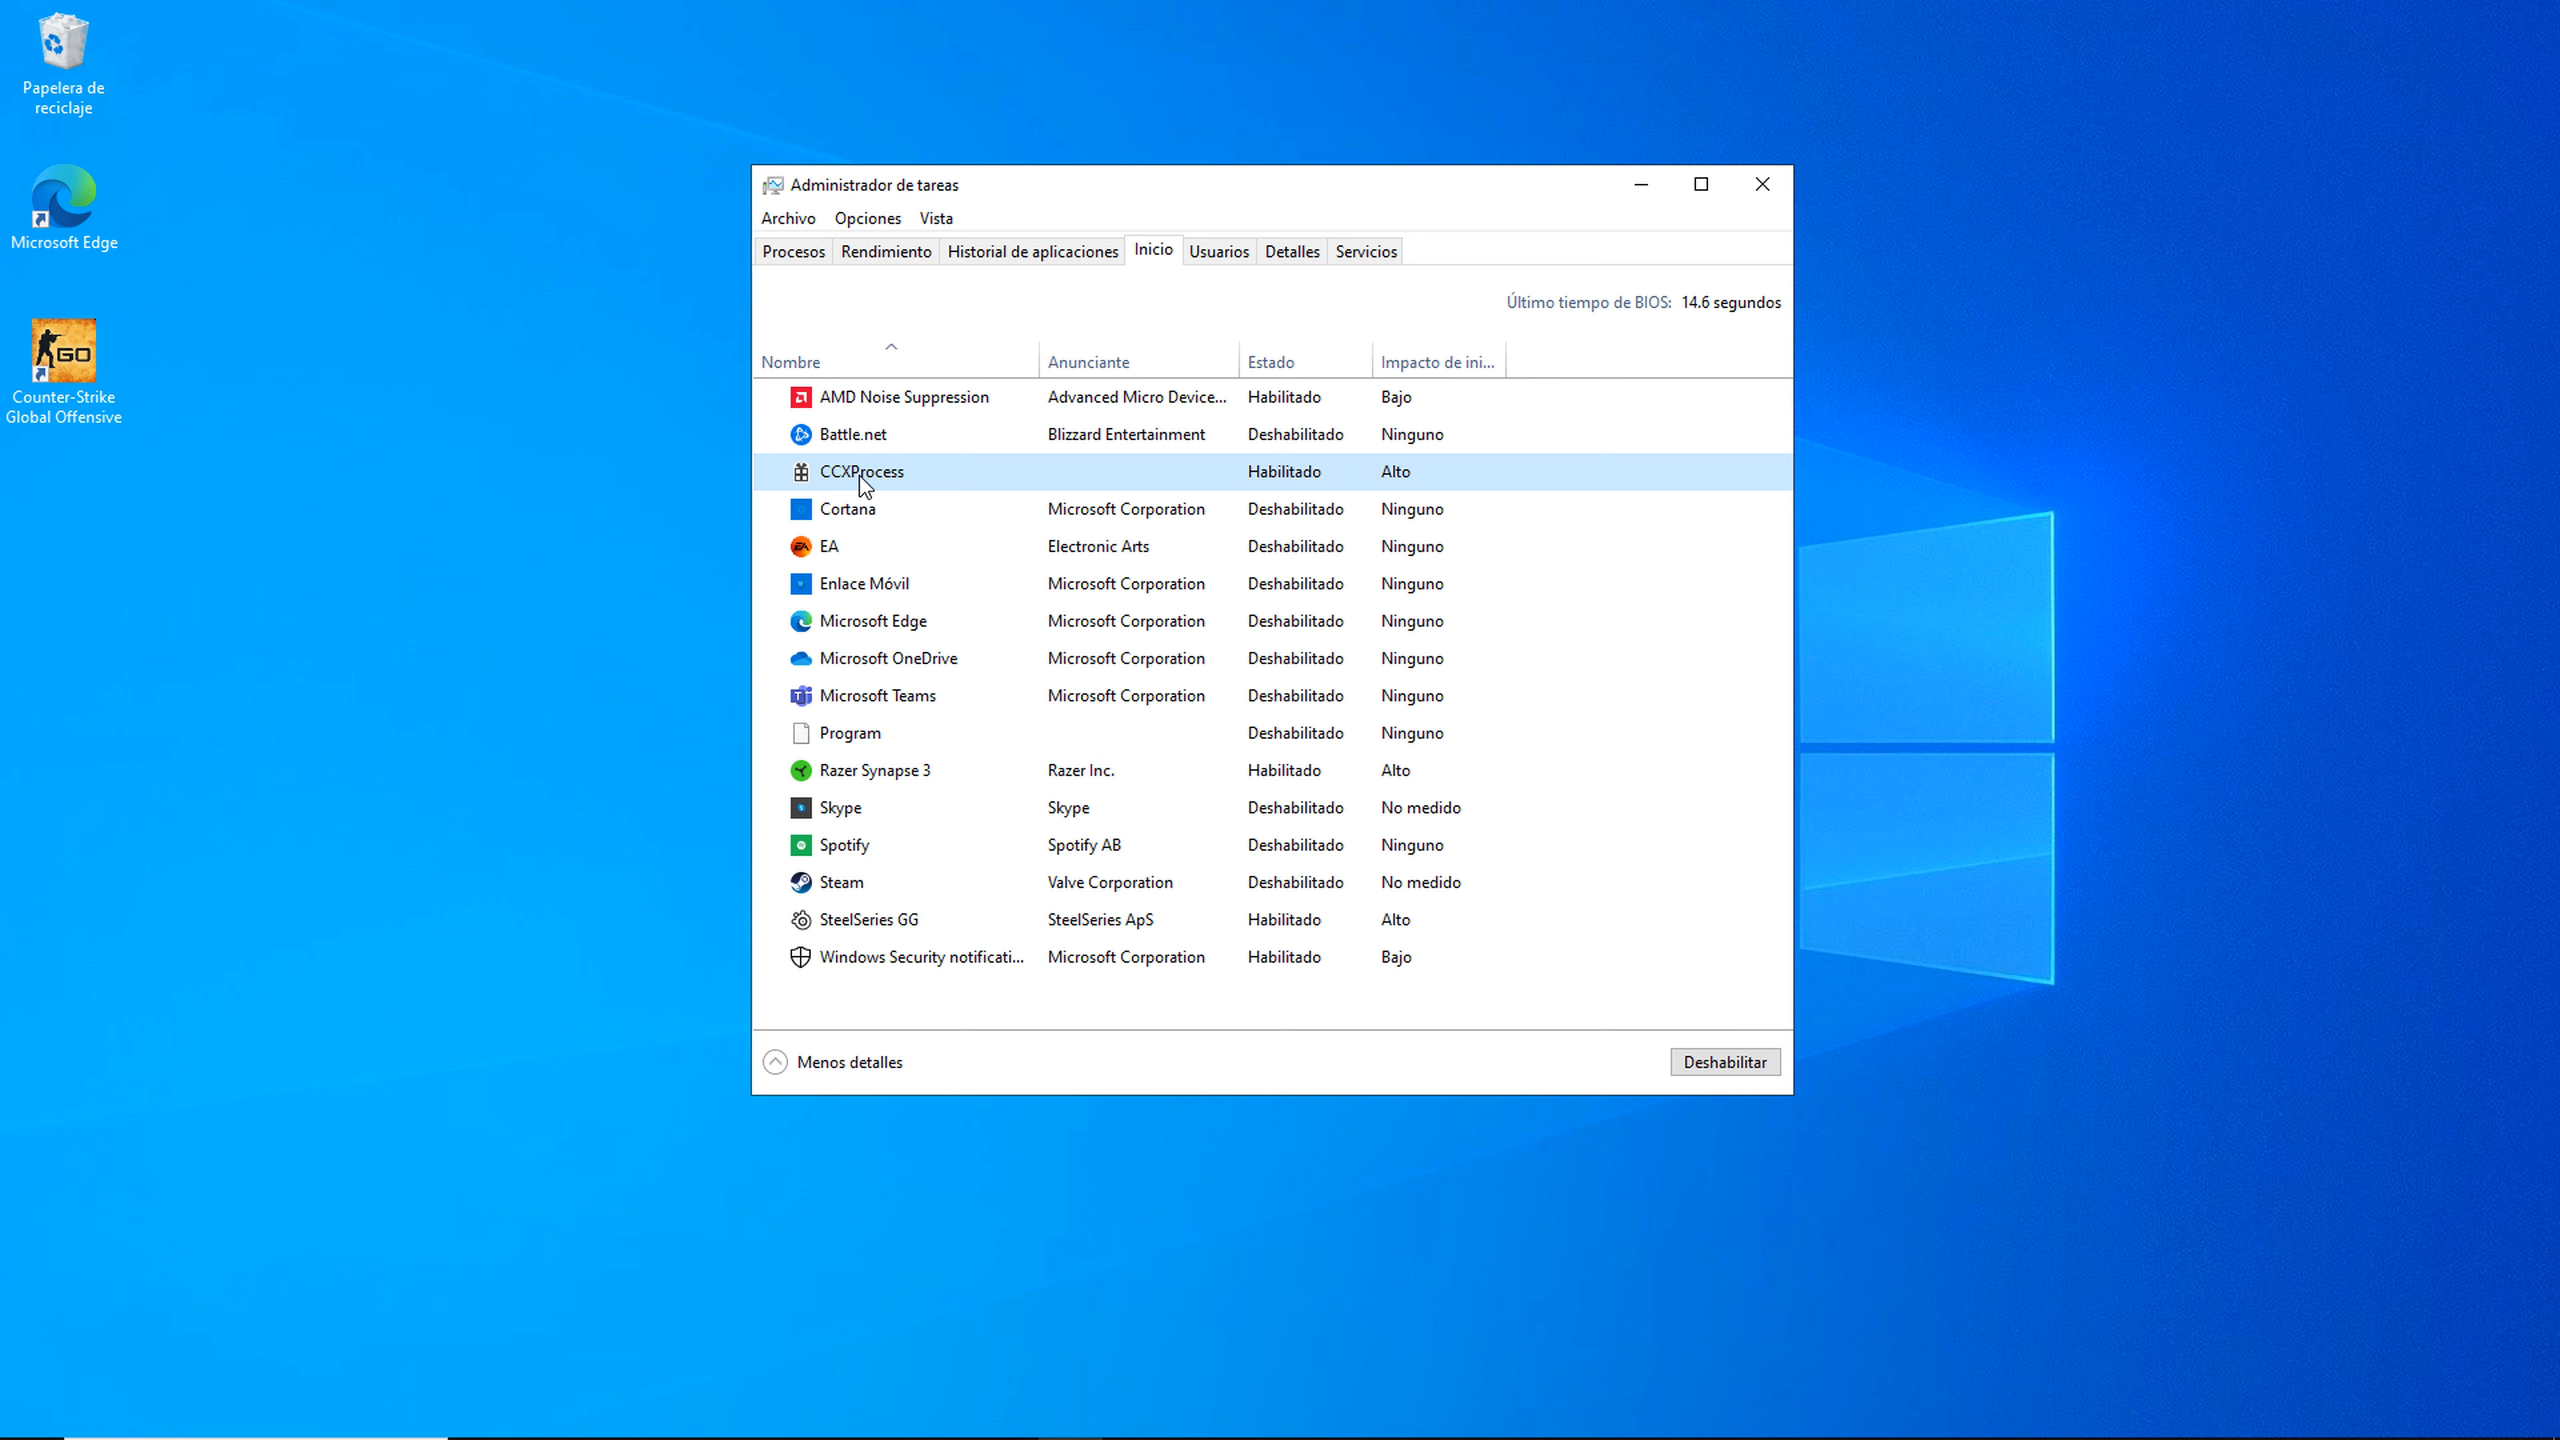 Papelera de
reciclaje
Microsoft Edge
GO
Counter-Strike
Global Offensive
Administrador de tareas
Archivo Opciones Vista
Procesos Rendimiento Historial de aplicaciones Inicio Usuarios Detalles Servicios
Último tiempo de BIOS: 14.6 segundos
Nombre Anunciante Estado Impacto de ini...
AMD Noise Suppression Advanced Micro Device... Habilitado Bajo
Battle.net Blizzard Entertainment Deshabilitado Ninguno
CCXProcess Habilitado Alto
Cortana Microsoft Corporation Deshabilitado Ninguno
EA Electronic Arts Deshabilitado Ninguno
Enlace Móvil Microsoft Corporation Deshabilitado Ninguno
Microsoft Edge Microsoft Corporation Deshabilitado Ninguno
Microsoft OneDrive Microsoft Corporation Deshabilitado Ninguno
Microsoft Teams Microsoft Corporation Deshabilitado Ninguno
Program Deshabilitado Ninguno
Razer Synapse 3 Razer Inc. Habilitado Alto
Skype Skype Deshabilitado No medido
Spotify Spotify AB Deshabilitado Ninguno
Steam Valve Corporation Deshabilitado No medido
SteelSeries GG SteelSeries ApS Habilitado Alto
Windows Security notificati... Microsoft Corporation Habilitado Bajo
Menos detalles Deshabilitar